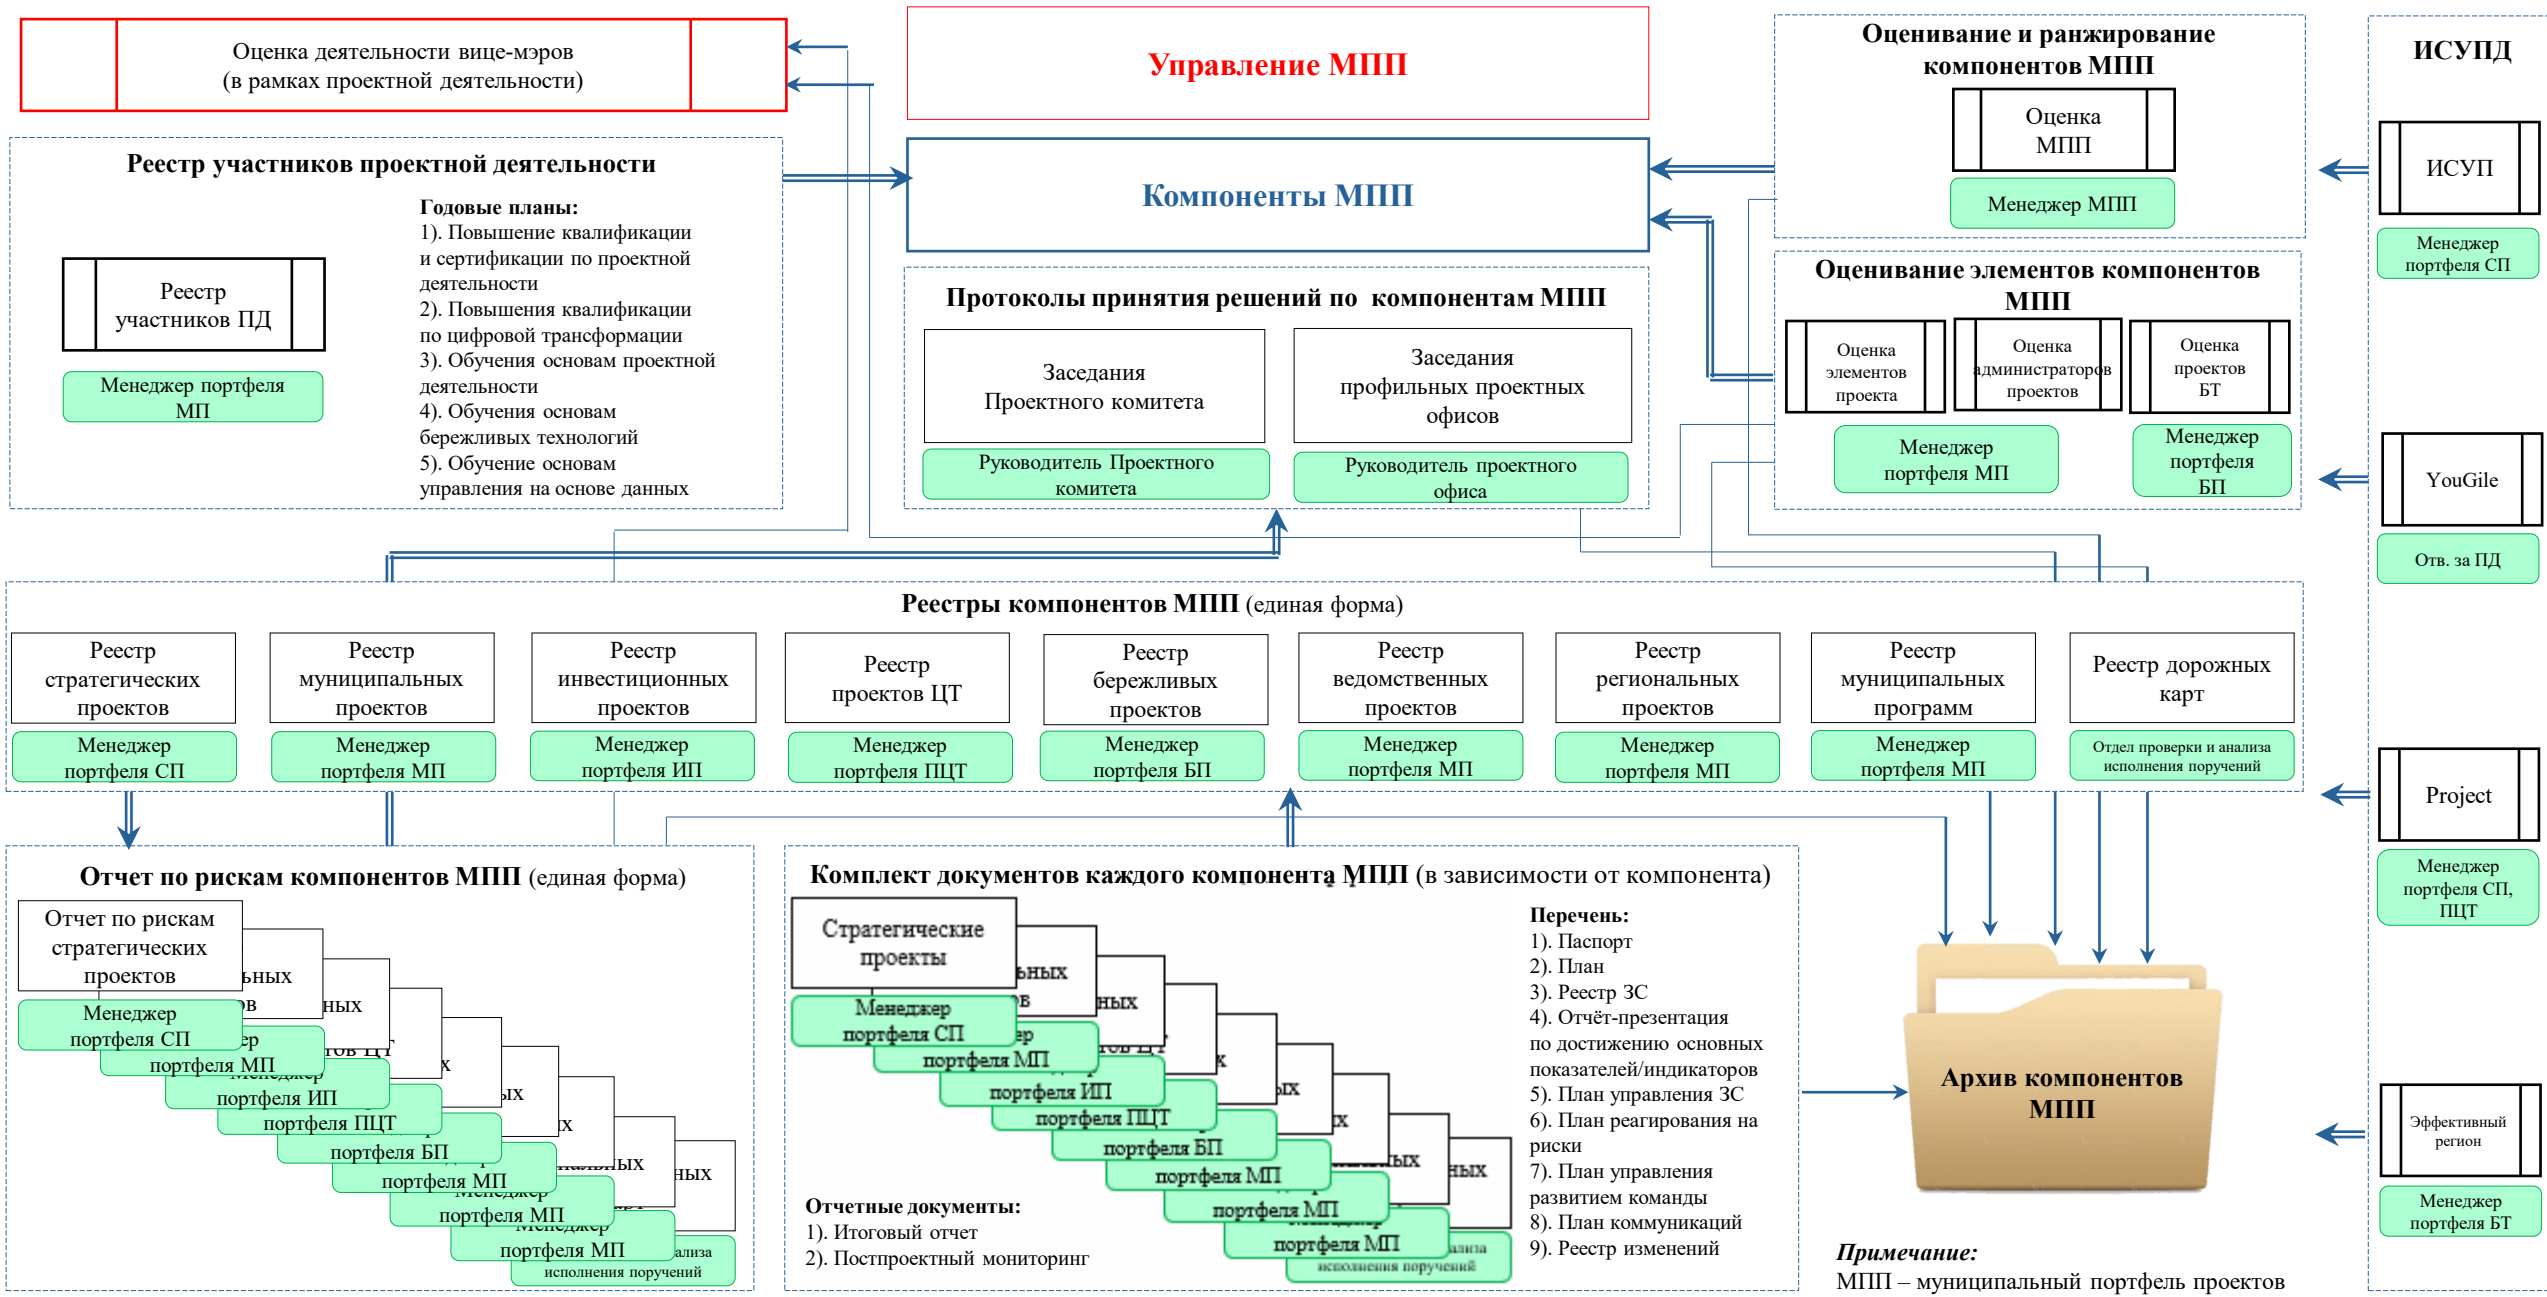 Оценка деятельности вице-мэров
(в рамках проектной деятельности)
Управление МПП
Компоненты МПП
Оценивание и ранжирование
компонентов МПП
Оценка
МПП
Менеджер МПП
ИСУПД
ИСУП
Менеджер
портфеля СП
YouGile
Отв. за ПД
Project
Менеджер
портфеля СП,
ПЦТ
Эффективный
регион
Менеджер
портфеля БТ
Реестр участников проектной деятельности
Реестр
участников ПД
Менеджер портфеля
МП
Годовые планы:
1). Повышение квалификации
и сертификации по проектной
деятельности
2). Повышения квалификации
по цифровой трансформации
3). Обучения основам проектной
деятельности
4). Обучения основам
бережливых технологий
5). Обучение основам
управления на основе данных
Протоколы принятия решений по компонентам МПП
Заседания
Проектного комитета
Руководитель Проектного
комитета
Заседания
профильных проектных
офисов
Руководитель проектного
офиса
Оценивание элементов компонентов
МПП
Оценка
элементов
проекта
Оценка
администраторов
проектов
Оценка
проектов
БТ
Менеджер
портфеля МП
Менеджер
портфеля
БП
Реестры компонентов МПП (единая форма)
Реестр
стратегических
проектов
Менеджер
портфеля СП
Реестр
муниципальных
проектов
Менеджер
портфеля МП
Реестр
инвестиционных
проектов
Менеджер
портфеля ИП
Реестр
проектов ЦТ
Менеджер
портфеля ПЦТ
Реестр
бережливых
проектов
Менеджер
портфеля БП
Реестр
ведомственных
проектов
Менеджер
портфеля МП
Реестр
региональных
проектов
Менеджер
портфеля МП
Реестр
муниципальных
программ
Менеджер
портфеля МП
Реестр дорожных
карт
Отдел проверки и анализа
исполнения поручений
Отчет по рискам компонентов МПП (единая форма)
Отчет по рискам
стратегических
проектов
Менеджер
портфеля СП
портфеля МП
Менеджер
портфеля ИП
портфеля ПЦТ
портфеля БП
портфеля МП
Менеджер
портфеля МП
Менеджер
портфеля МП
исполнения поручений
Комплект документов каждого компонента МПП (в зависимости от компонента)
Стратегические
проекты
Менеджер
портфеля СП
портфеля МП
портфеля ИП
портфеля ПЦТ
портфеля БП
портфеля МП
портфеля МП
портфеля МП
исполнения поручений
Отчетные документы:
1). Итоговый отчет
2). Постпроектный мониторинг
Перечень:
1). Паспорт
2). План
3). Реестр ЗС
4). Отчёт-презентация
по достижению основных
показателей/индикаторов
5). План управления ЗС
6). План реагирования на
риски
7). План управления
развитием команды
8). План коммуникаций
9). Реестр изменений
Архив компонентов
МПП
Примечание:
МПП – муниципальный портфель проектов